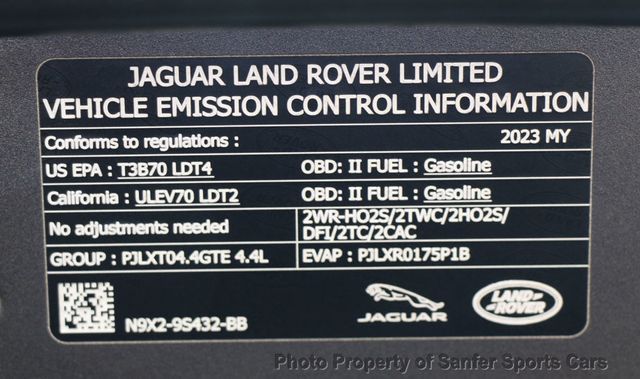 JAGUAR LAND ROVER LIMITED
VEHICLE EMISSION CONTROL INFORMATION
Conforms to regulations : 2023 MY
US EPA : T3B70 LDT4 OBD: II FUEL : Gasoline
California : ULEV70 LDT2 OBD: II FUEL : Gasoline
No adjustments needed
2WR-HO2S/2TWC/2HO2S/
DFI/2TC/2CAC
GROUP : PJLXT04.4GTE 4.4L EVAP : PJLXR0175P1B
N9X2-9S432-BB
JAGUAR
LAND-
ROVER
Photo Property of Sanfer Sports Cars